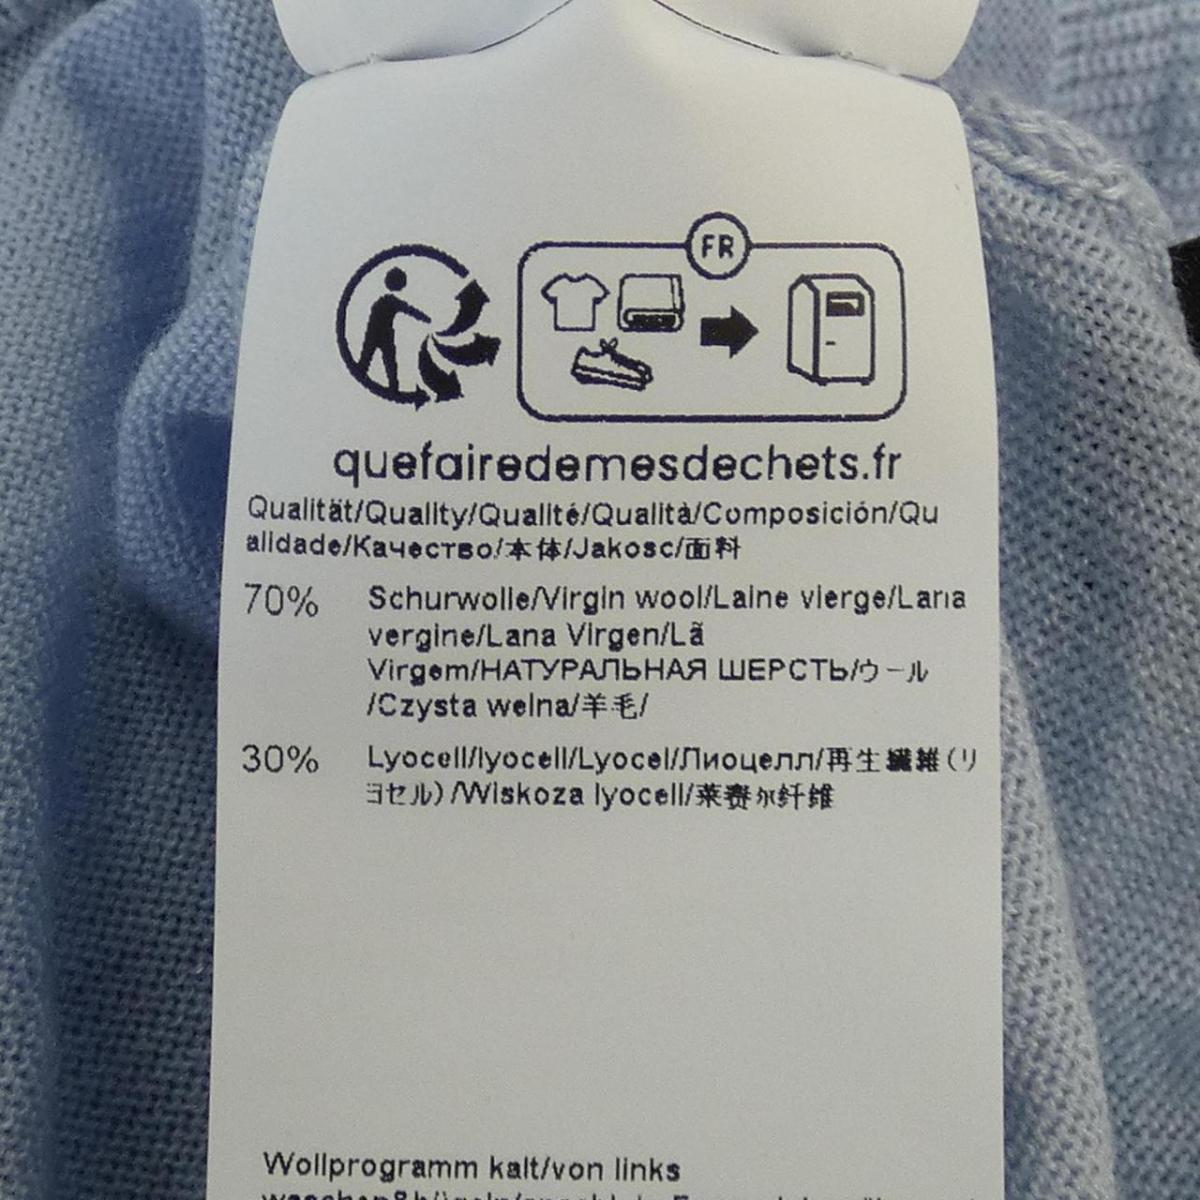 FR
quefairedemesdechets.fr
Qualität/Quality/Qualité/Qualità/Composición/Qu
alidade/Качество/本体/Jakosc/面料
70% Schurwolle/Virgin wool/Laine vierge/Lana
vergine/Lana Virgen/Lã
Virgem/НАТУРАЛЬНАЯ ШЕРСТЬ/ウール
/Czysta welna/羊毛/
30% Lyocell/lyocell/Lyocel/Лиоцелл/再生繊維(リ
ヨセル)/Wiskoza lyocell/莱赛尔纤维
Wollprogramm kalt/von links